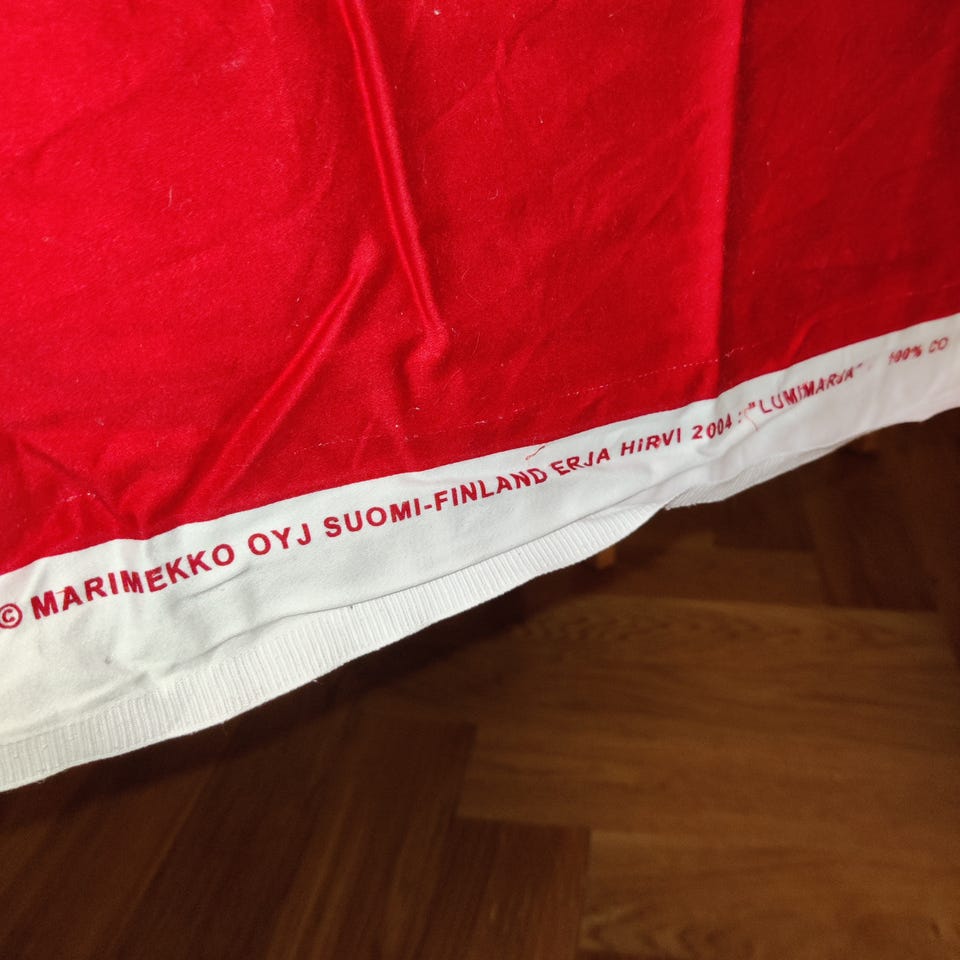 © MARIMEKKO OYJ SUOMI-FINLAND ERJA HIRVI 2004 : "LUMIMARJA" 100% CO